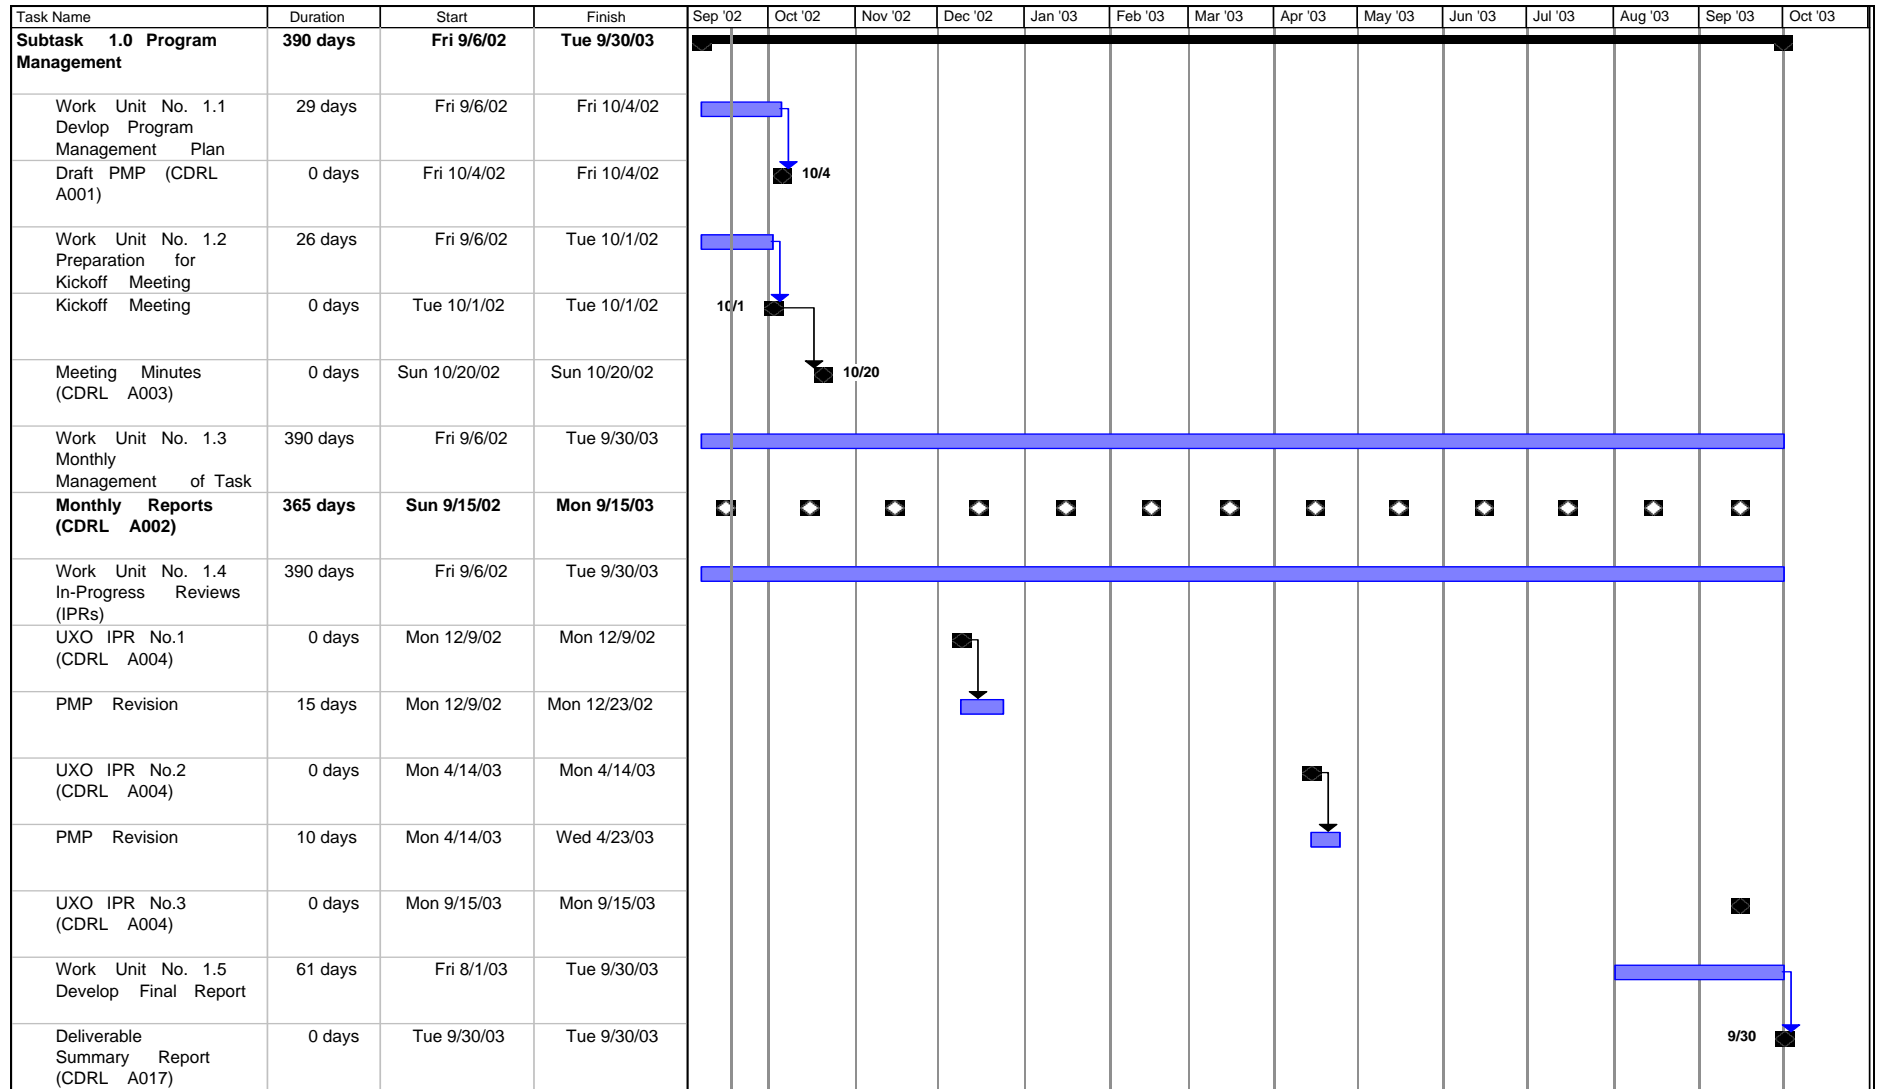 Task Name Duration Start Finish Sep '02 Oct '02 Nov '02 Dec '02 Jan '03 Feb '03 Mar '03 Apr '03 May '03 Jun '03 Jul '03 Aug '03 Sep '03 Oct '03
Subtask 1.0 Program 390 days Fri 9/6/02 Tue 9/30/03
Management
Work Unit No. 1.1 29 days Fri 9/6/02 Fri 10/4/02
Devlop Program
Management Plan
Draft PMP (CDRL 0 days Fri 10/4/02 Fri 10/4/02 10/4
A001)
Work Unit No. 1.2 26 days Fri 9/6/02 Tue 10/1/02
Preparation for
Kickoff Meeting
Kickoff Meeting 0 days Tue 10/1/02 Tue 10/1/02 10/1
Meeting Minutes 0 days Sun 10/20/02 Sun 10/20/02 10/20
(CDRL A003)
Work Unit No. 1.3 390 days Fri 9/6/02 Tue 9/30/03
Monthly
Management of Task
Monthly Reports 365 days Sun 9/15/02 Mon 9/15/03
(CDRL A002)
Work Unit No. 1.4 390 days Fri 9/6/02 Tue 9/30/03
In-Progress Reviews
(IPRs)
UXO IPR No.1 0 days Mon 12/9/02 Mon 12/9/02
(CDRL A004)
PMP Revision 15 days Mon 12/9/02 Mon 12/23/02
UXO IPR No.2 0 days Mon 4/14/03 Mon 4/14/03
(CDRL A004)
PMP Revision 10 days Mon 4/14/03 Wed 4/23/03
UXO IPR No.3 0 days Mon 9/15/03 Mon 9/15/03
(CDRL A004)
Work Unit No. 1.5 61 days Fri 8/1/03 Tue 9/30/03
Develop Final Report
Deliverable 0 days Tue 9/30/03 Tue 9/30/03 9/30
Summary Report
(CDRL A017)